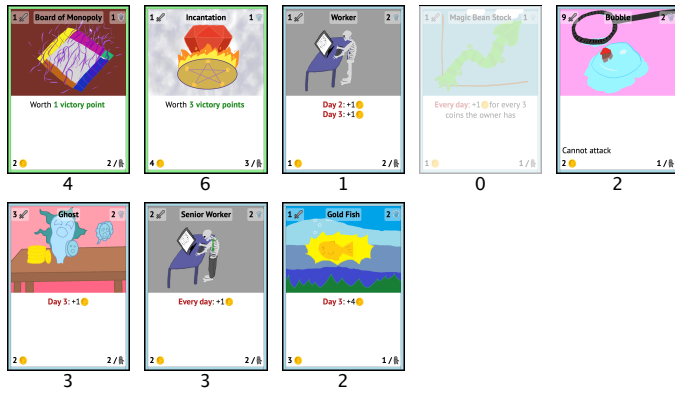 1 Board of Monopoly 1
Worth 1 victory point
2 2 /
4
1 Incantation 1
Worth 3 victory points
4 3 /
6
1 Worker 2
Day 2: +1
Day 3: +1
1 2 /
1
1 Magic Bean Stock 1
Every day: +1 for every 5
coins the owner has
1 1 /
0
9 Bubble 2
Cannot attack
2 1 /
2
3 Ghost 2
Day 3: +1
2 2 /
3
2 Senior Worker 2
Every day: +1
2 2 /
3
1 Gold Fish 2
Day 3: +4
3 1 /
2